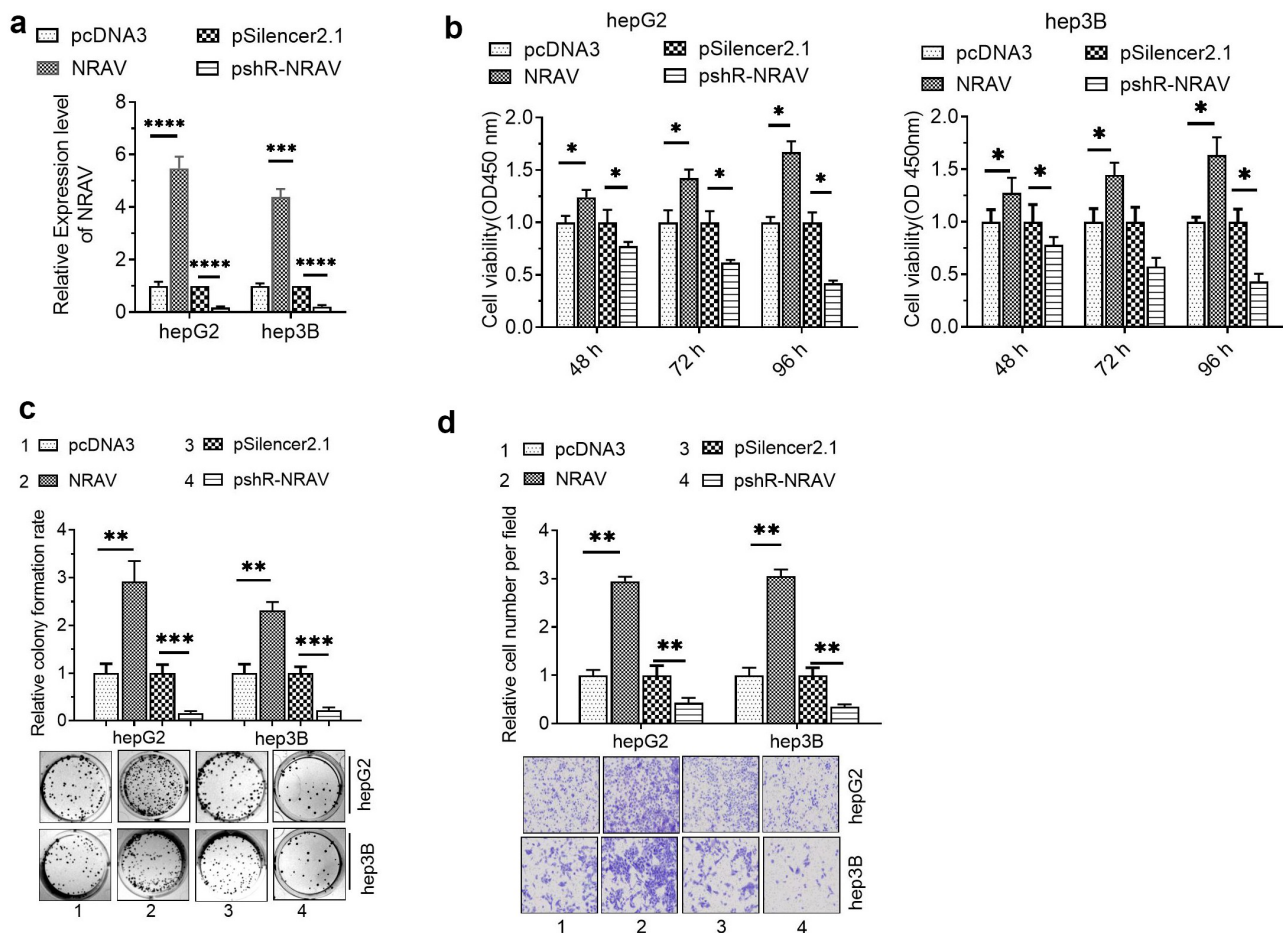 a
pcDNA3 pSilencer2.1
NRAV pshR-NRAV
Relative Expression level
of NRAV
8
6
4
2
0
**** *** **** ****
hepG2 hep3B
b
hepG2
pcDNA3 pSilencer2.1
NRAV pshR-NRAV
Cell viability(OD450 nm)
2.0
1.5
1.0
0.5
0.0
* * * * * *
48 h 72 h 96 h
hep3B
pcDNA3 pSilencer2.1
NRAV pshR-NRAV
Cell viability(OD 450nm)
2.0
1.5
1.0
0.5
0.0
* * * * *
48 h 72 h 96 h
c
1 pcDNA3 3 pSilencer2.1
2 NRAV 4 pshR-NRAV
Relative colony formation rate
4
3
2
1
0
** ** *** ***
hepG2 hep3B
hepG2
hep3B
1 2 3 4
d
1 pcDNA3 3 pSilencer2.1
2 NRAV 4 pshR-NRAV
Relative cell number per field
4
3
2
1
0
** ** ** **
hepG2 hep3B
hepG2
hep3B
1 2 3 4